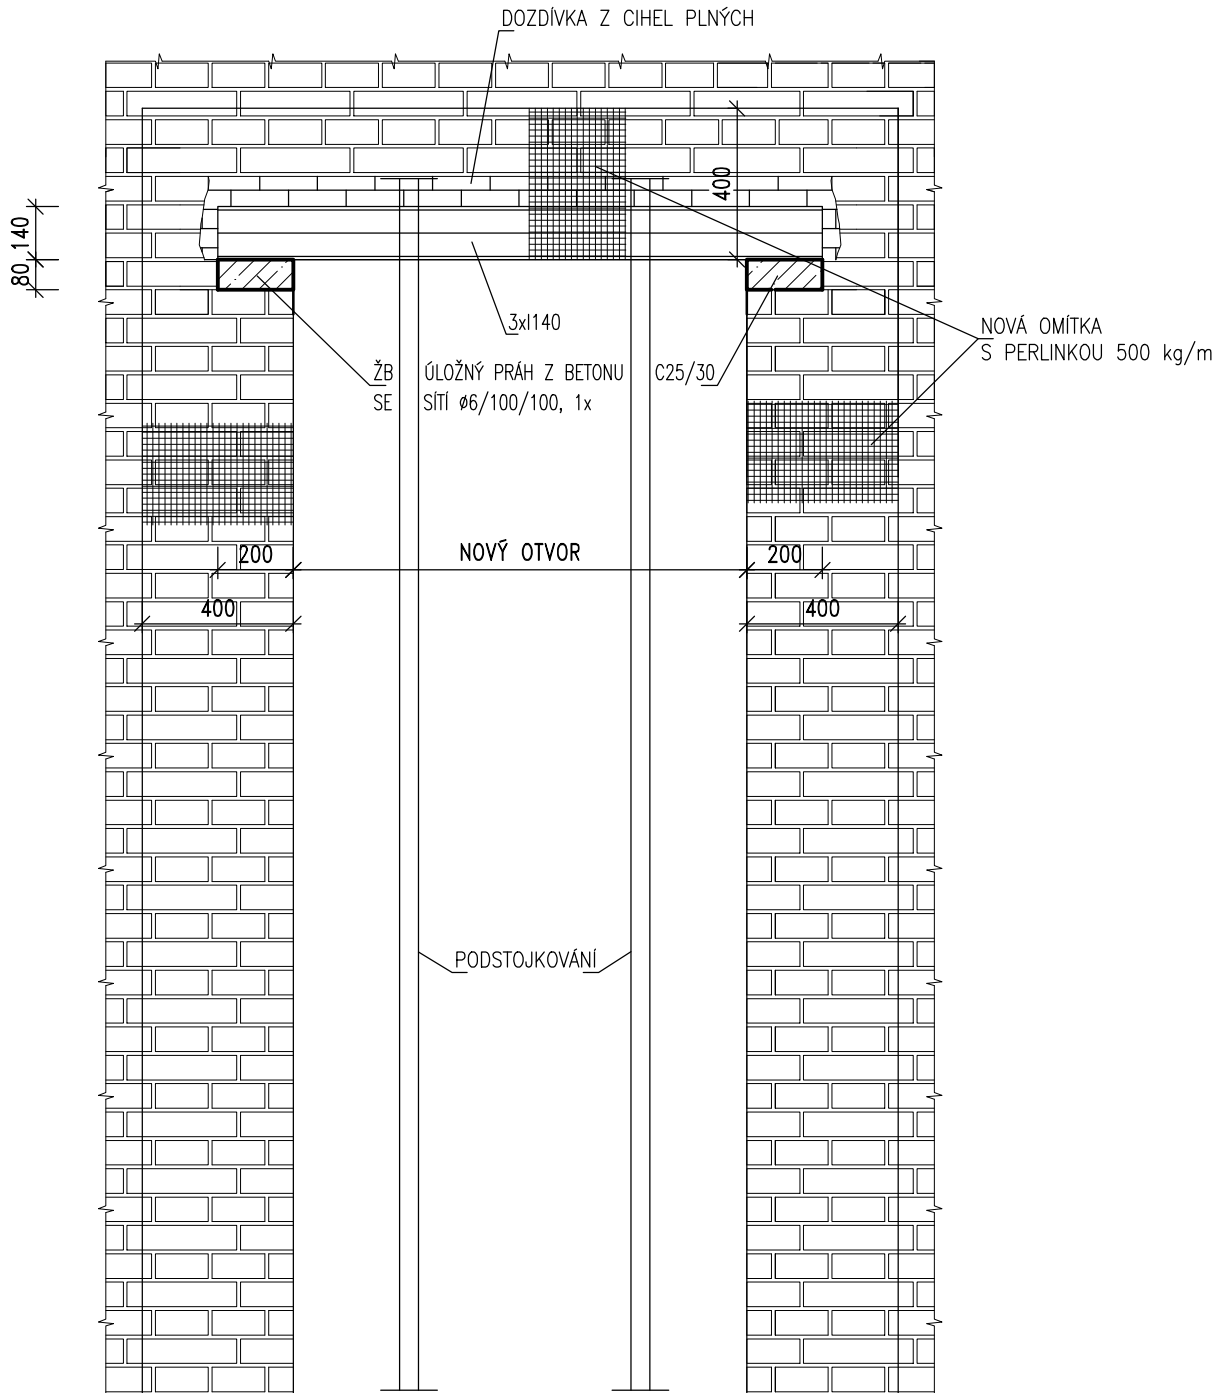 DOZDÍVKA Z CIHEL PLNÝCH
400
140
80
3xI140
NOVÁ OMÍTKA
S PERLINKOU 500 kg/m
ŽB ÚLOŽNÝ PRÁH Z BETONU C25/30
SE SÍTÍ ø6/100/100, 1x
200
NOVÝ OTVOR
200
400
400
PODSTOJKOVÁNÍ